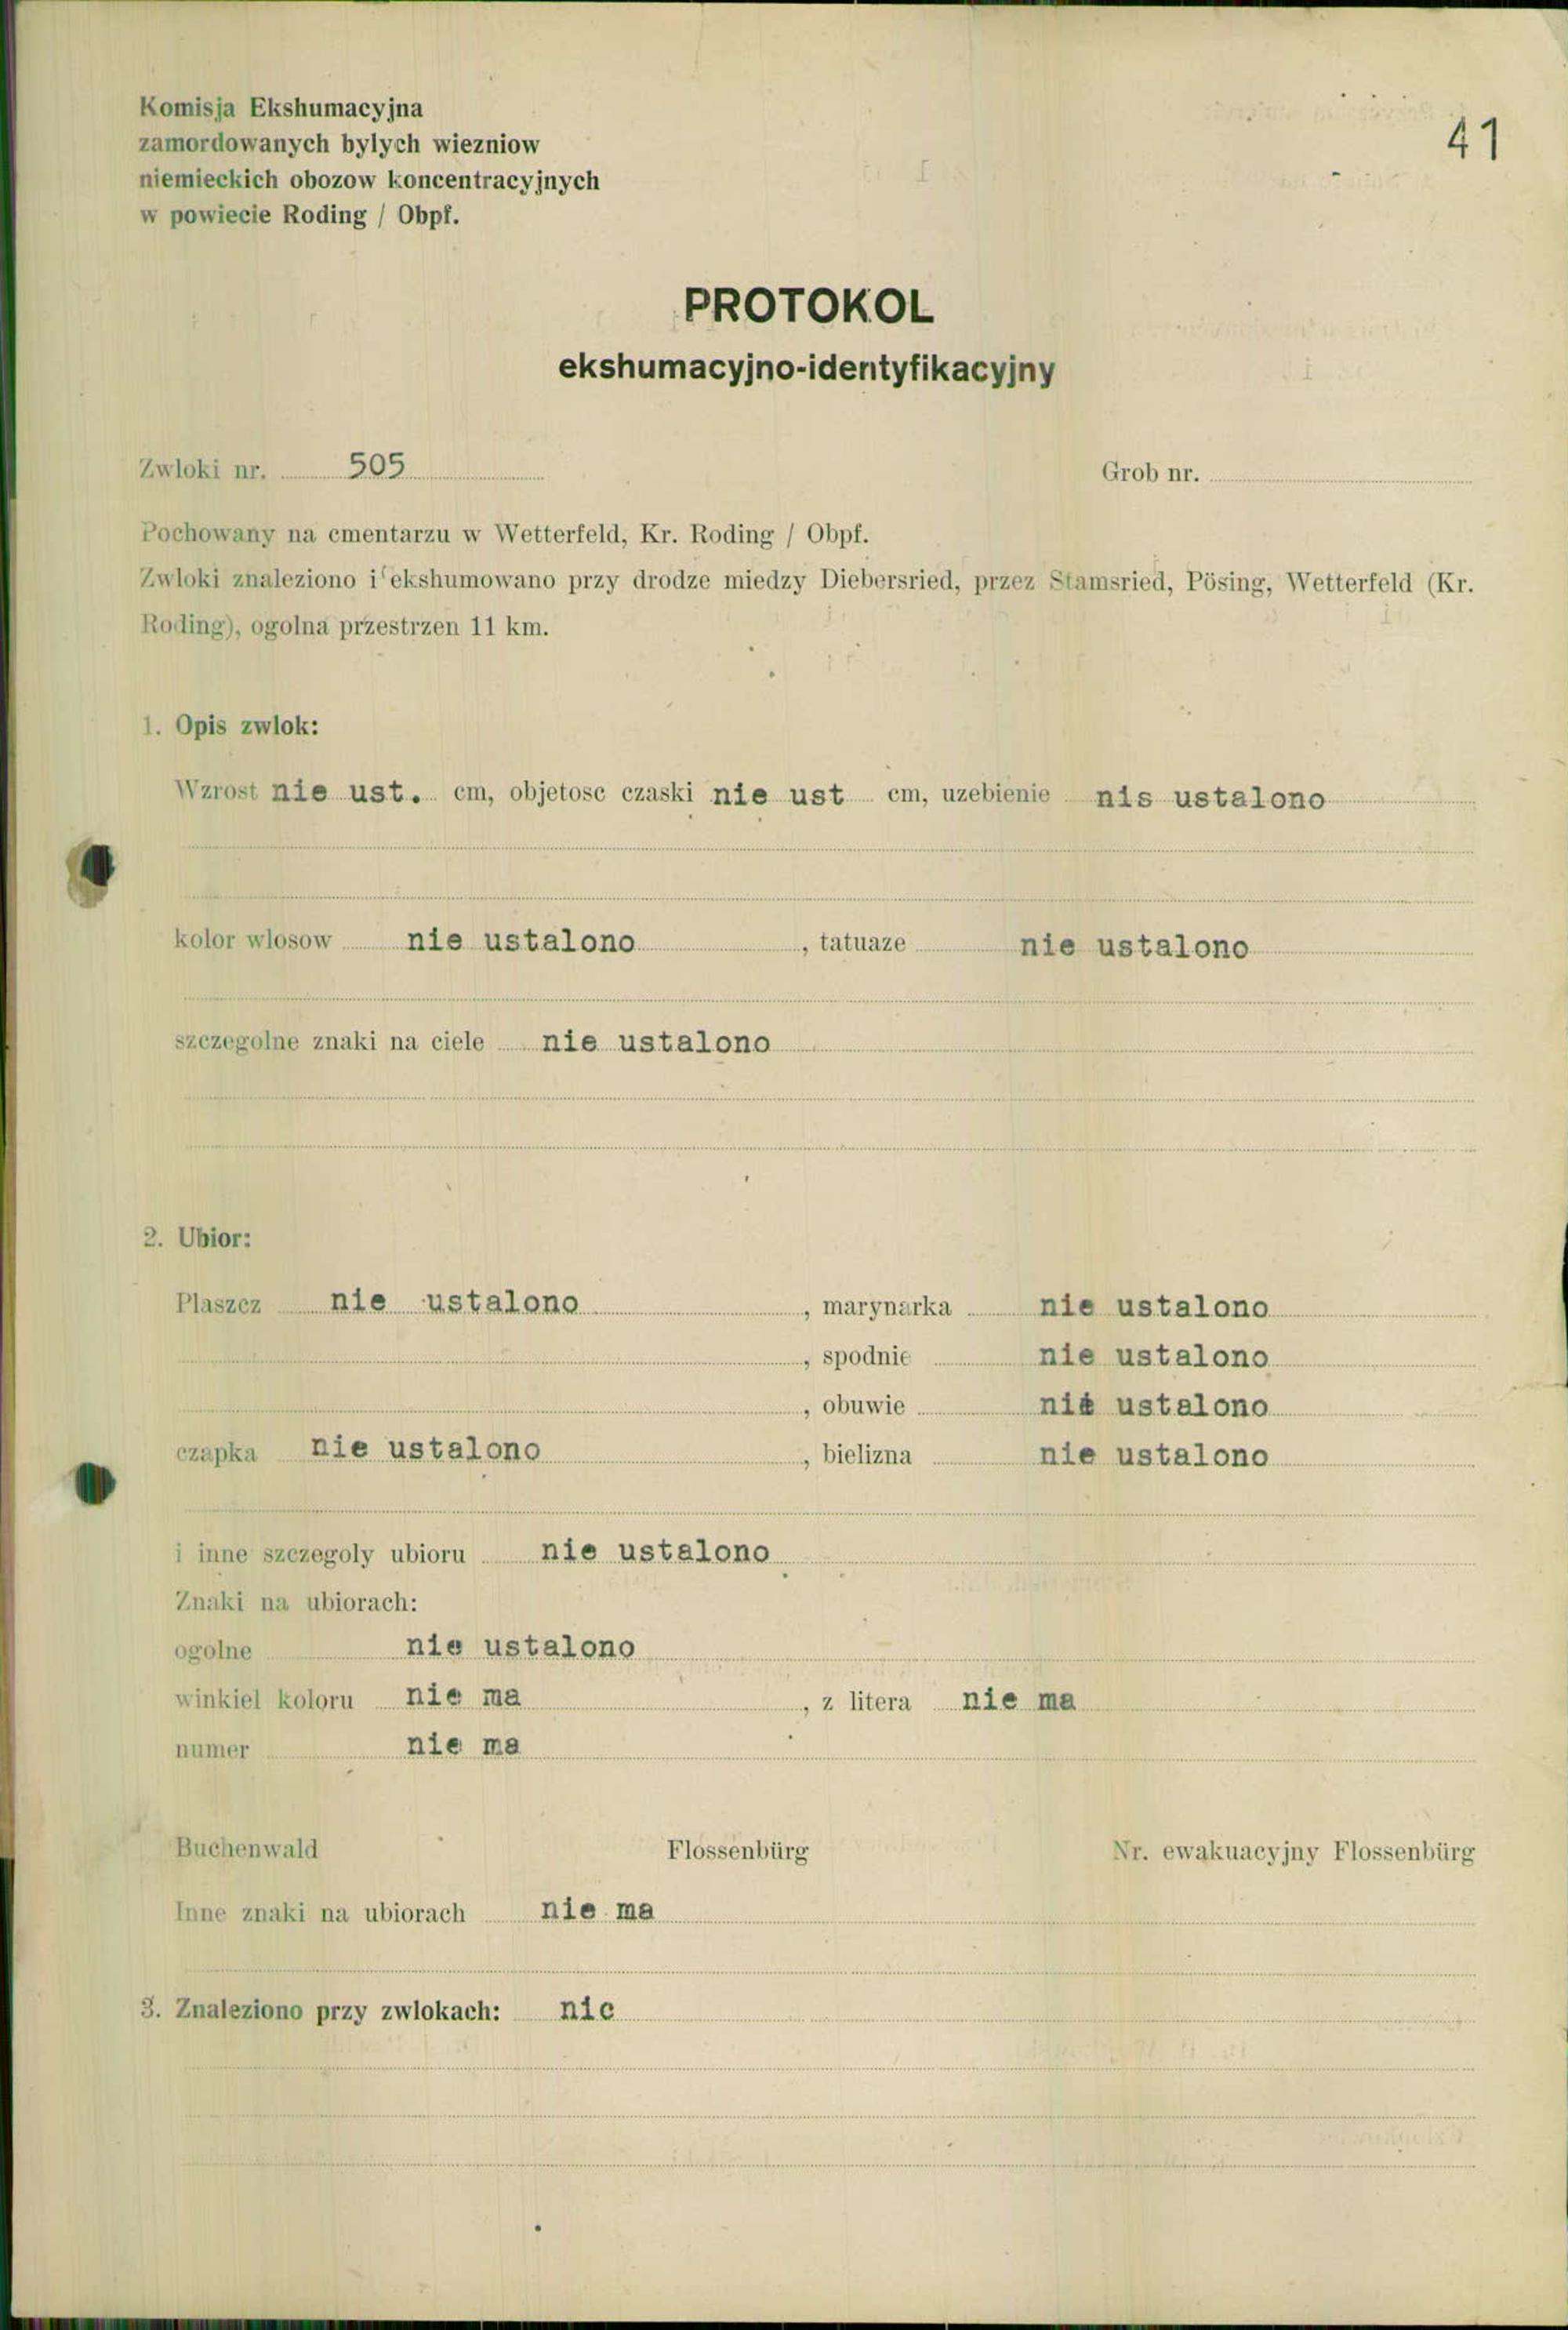 Komisja Ekshumacyjna
zamordowanych bylych wiezniow
niemieckich obozow koncentracyjnych
w powiecie Roding / Obpf.
41
PROTOKOL
ekshumacyjno-identyfikacyjny
Zwloki nr. 505 Grob nr.
Pochowany na cmentarzu w Wetterfeld, Kr. Roding / Obpf.
Zwloki znaleziono i ekshumowano przy drodze miedzy Diebersried, przez Stamsried, Pösing, Wetterfeld (Kr.
Roding), ogolna przestrzen 11 km.
1. Opis zwlok:
Wzrost nie ust. cm, objetosc czaski nie ust cm, uzebienie nis ustalono
kolor wlosow nie ustalono, tatuaze nie ustalono
szczegolne znaki na ciele nie ustalono
2. Ubior:
Plaszcz nie ustalono, marynarka nie ustalono
, spodnie nie ustalono
, obuwie nie ustalono
czapka nie ustalono, bielizna nie ustalono
i inne szczegoly ubioru nie ustalono
Znaki na ubiorach:
ogolne nie ustalono
winkiel koloru nie ma, z litera nie ma
numer nie ma
Buchenwald Flossenbürg Nr. ewakuacyjny Flossenbürg
Inne znaki na ubiorach nie ma
3. Znaleziono przy zwlokach: nic